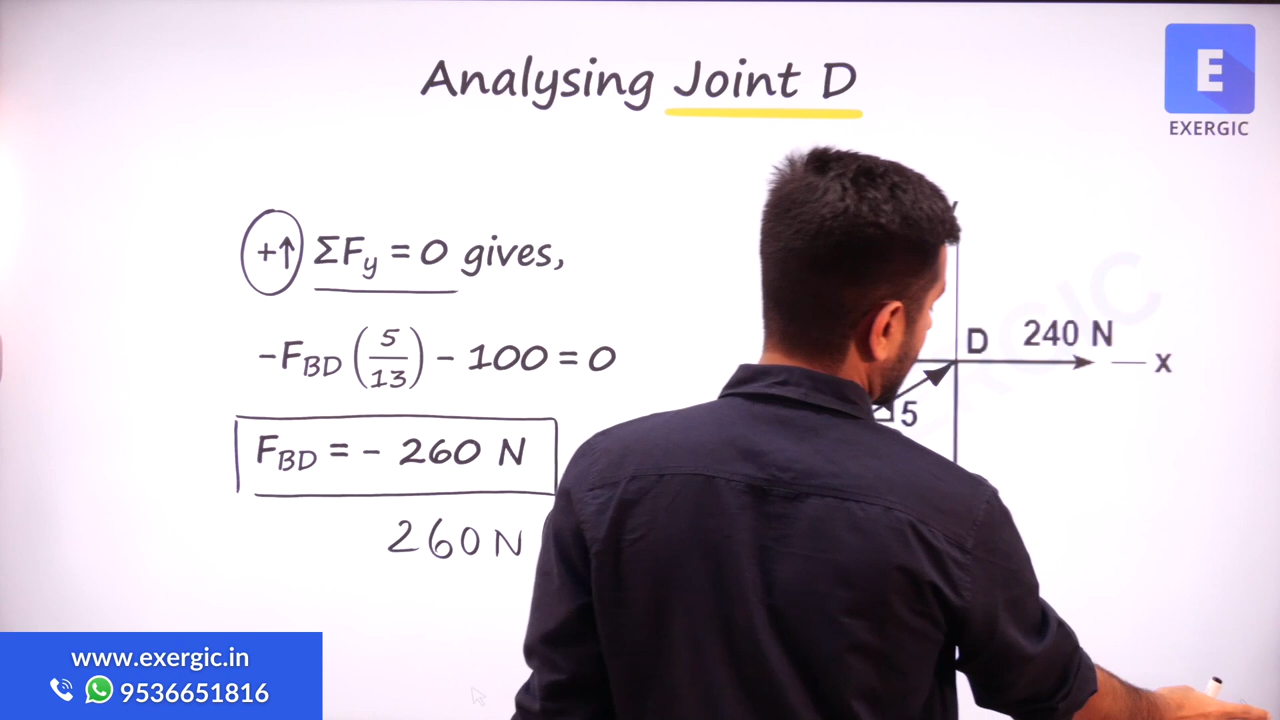 Analysing Joint D
E
EXERGIC
+↑ ΣFy = 0 gives,
-FBD (5/13) - 100 = 0
FBD = - 260 N
260 N
D 240 N
X
5
www.exergic.in
9536651816